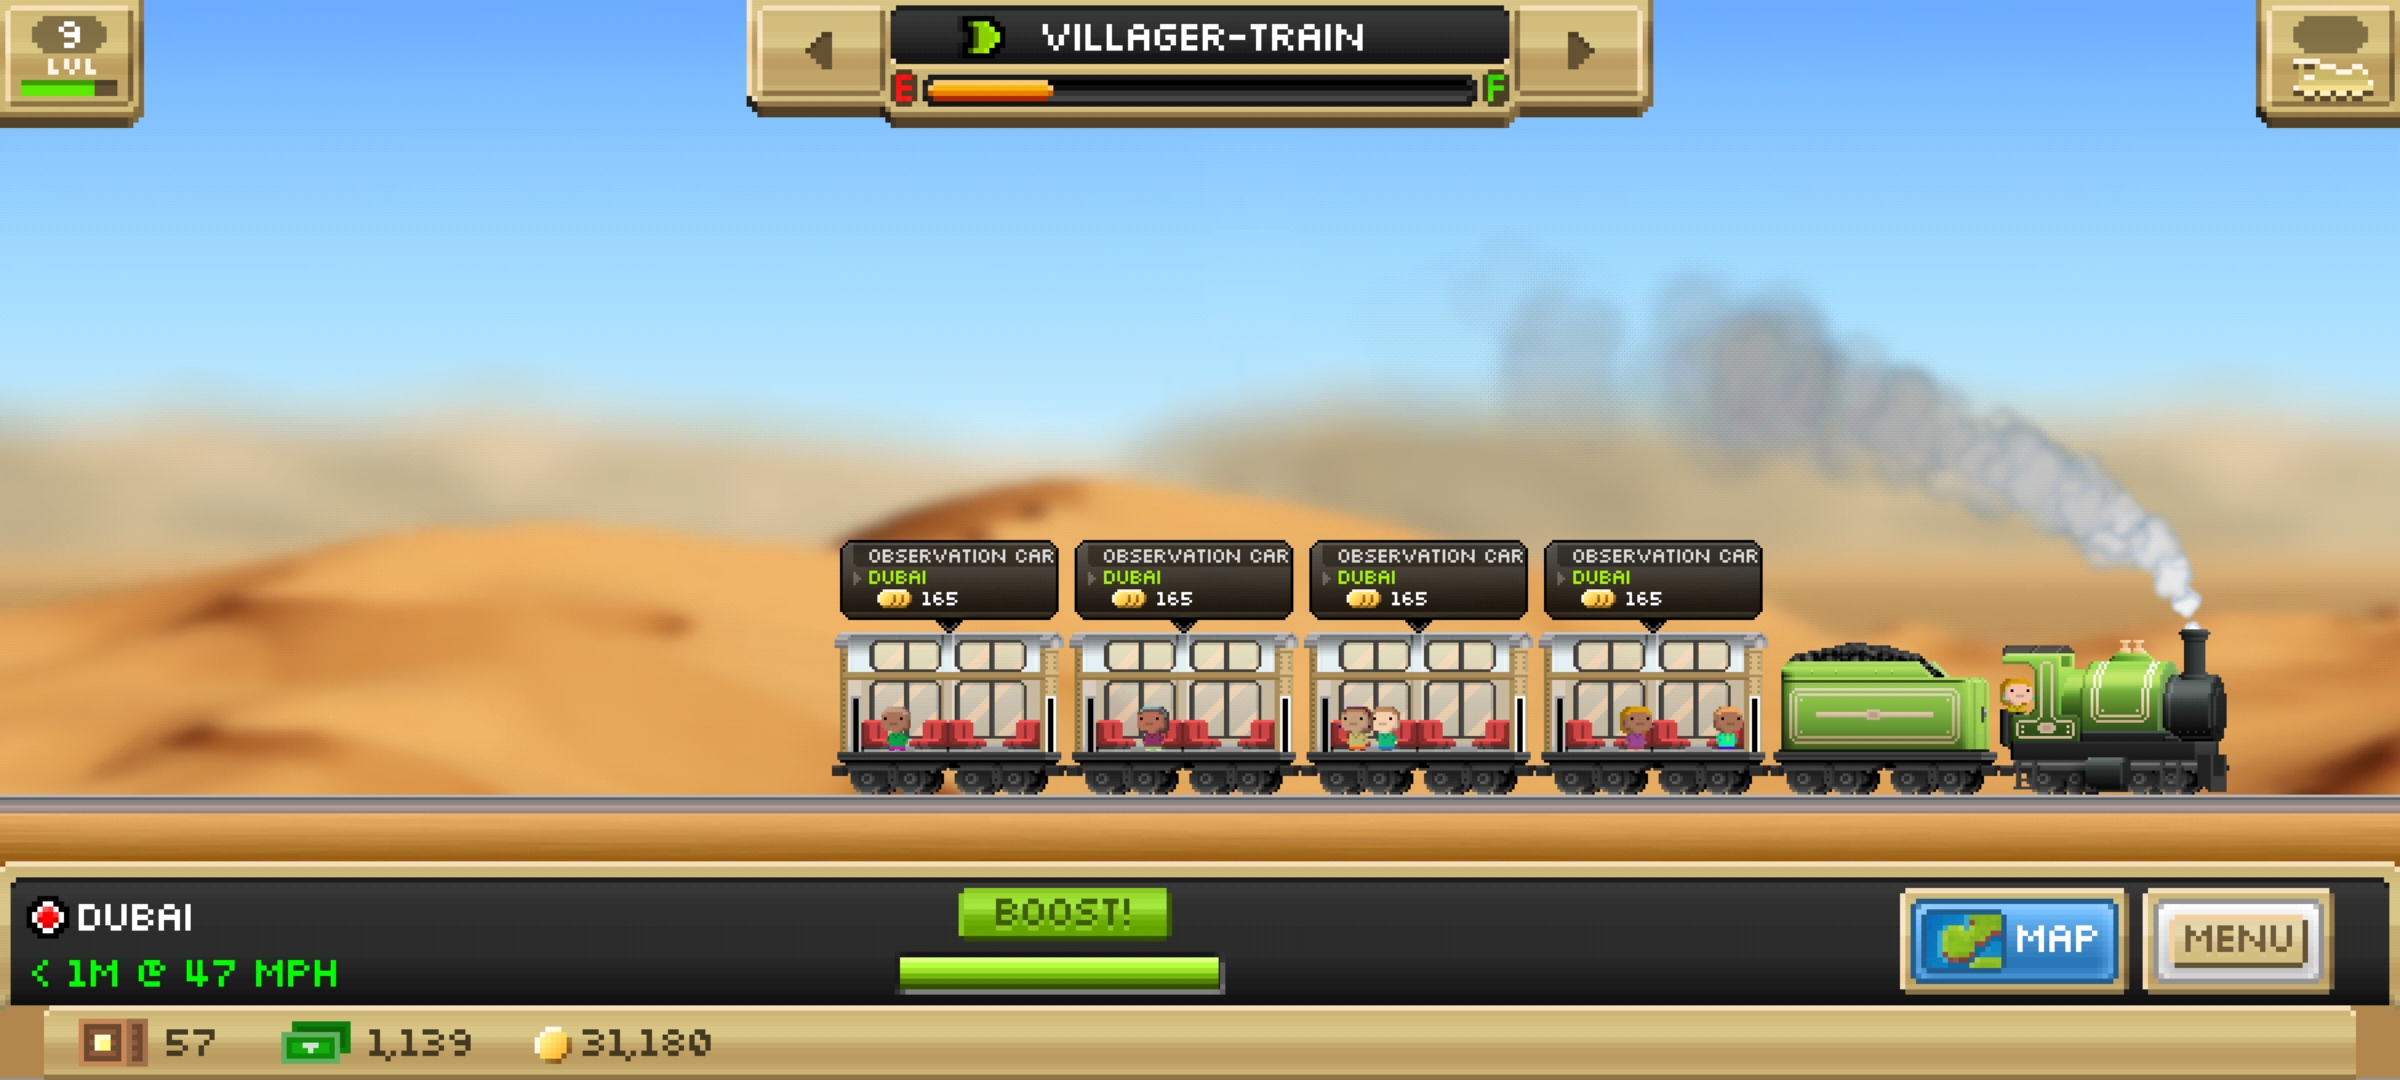 9
LVL
VILLAGER-TRAIN
E F
OBSERVATION CAR
DUBAI
165
OBSERVATION CAR
DUBAI
165
OBSERVATION CAR
DUBAI
165
OBSERVATION CAR
DUBAI
165
DUBAI
< 1M @ 47 MPH
BOOST!
MAP
MENU
57
1,139
31,180